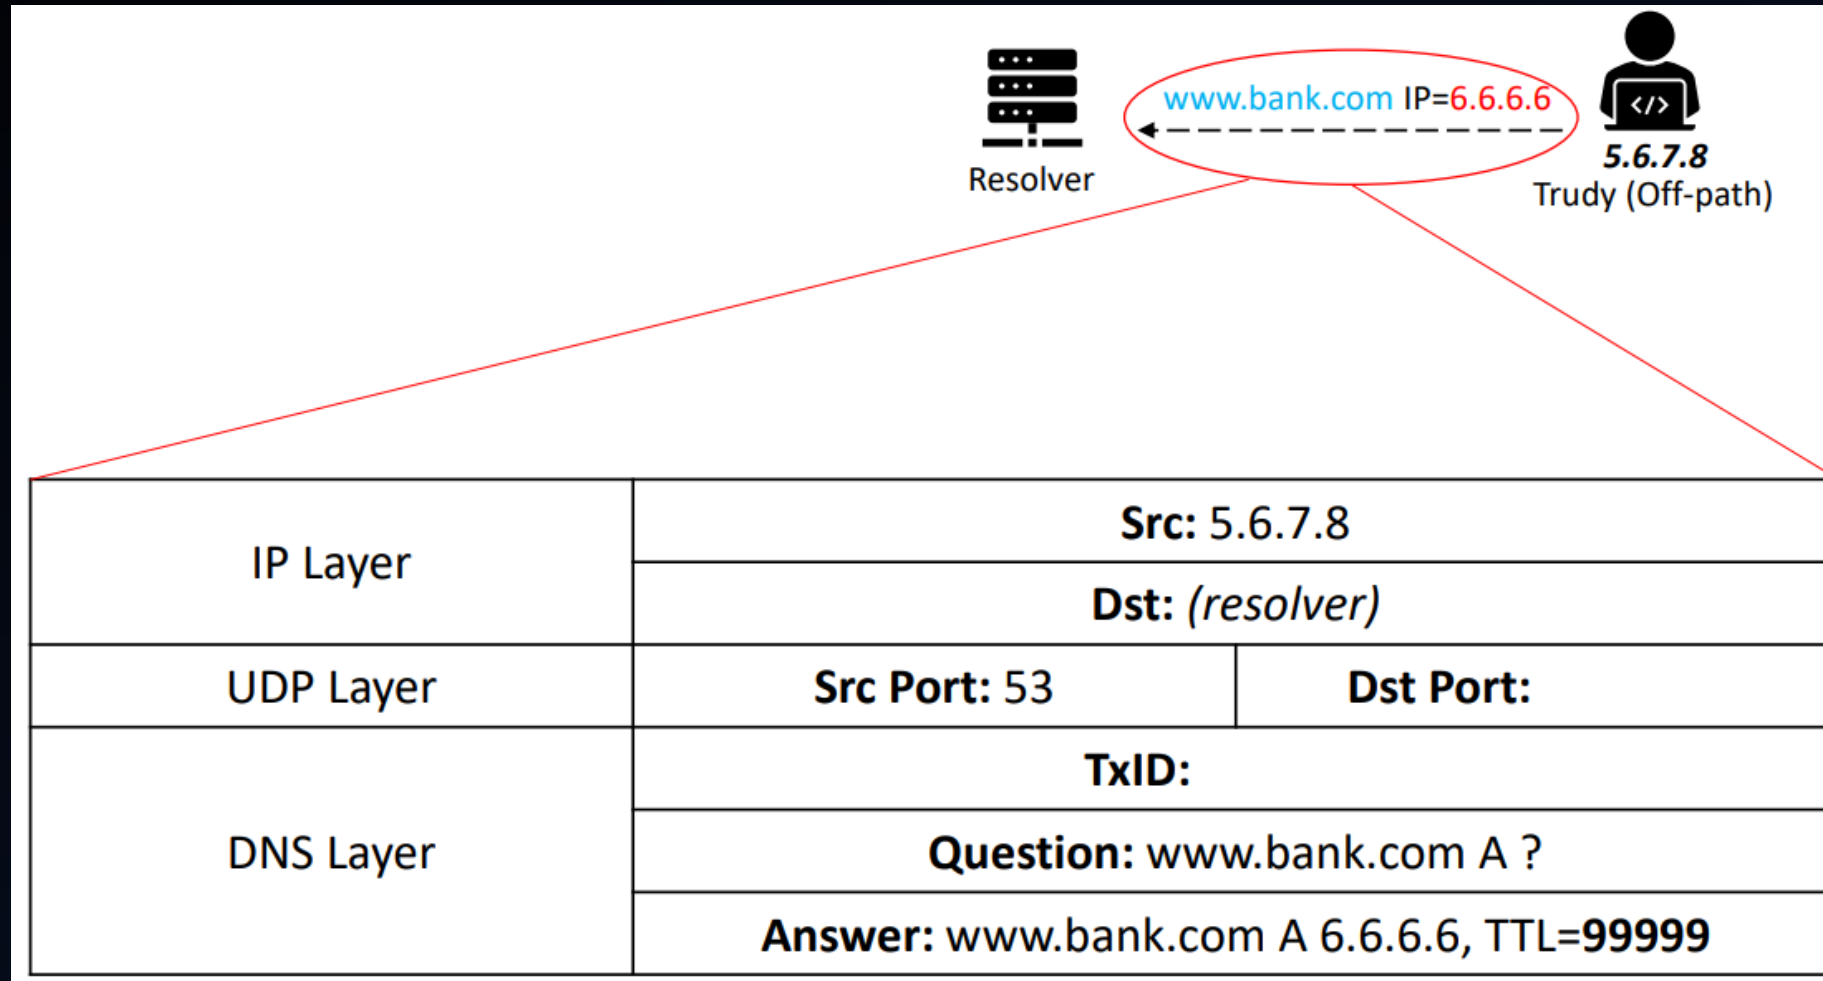 www.bank.com IP=6.6.6.6
</>
5.6.7.8
Resolver
Trudy (Off-path)
IP Layer
Src: 5.6.7.8
Dst: (resolver)
UDP Layer
Src Port: 53
Dst Port:
DNS Layer
TxID:
Question: www.bank.com A ?
Answer: www.bank.com A 6.6.6.6, TTL=99999